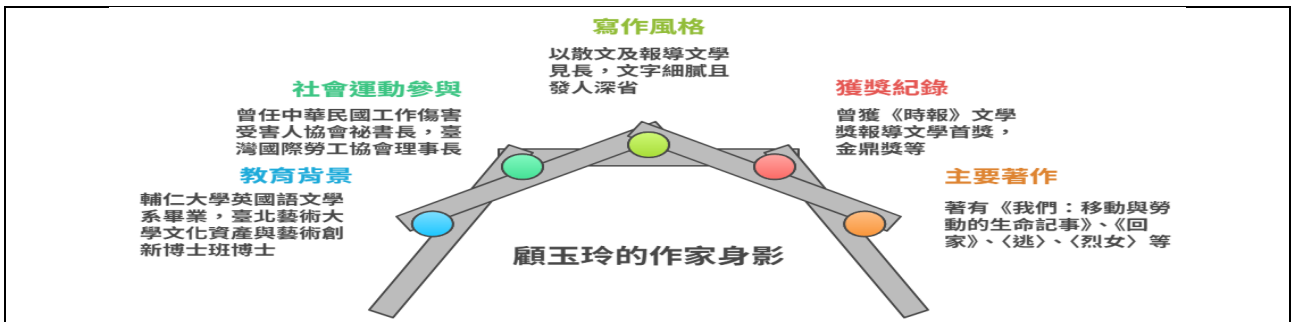 寫作風格
以散文及報導文學
見長，文字細膩且
發人深省
社會運動參與
曾任中華民國工作傷害
受害人協會祕書長，臺
灣國際勞工協會理事長
獲獎紀錄
曾獲《時報》文學
獎報導文學首獎，
金鼎獎等
教育背景
輔仁大學英國語文學
系畢業，臺北藝術大
學文化資產與藝術創
新博士班博士
主要著作
著有《我們：移動與勞
動的生命記事》、《回
家》、〈逃〉、〈烈女〉等
顧玉玲的作家身影